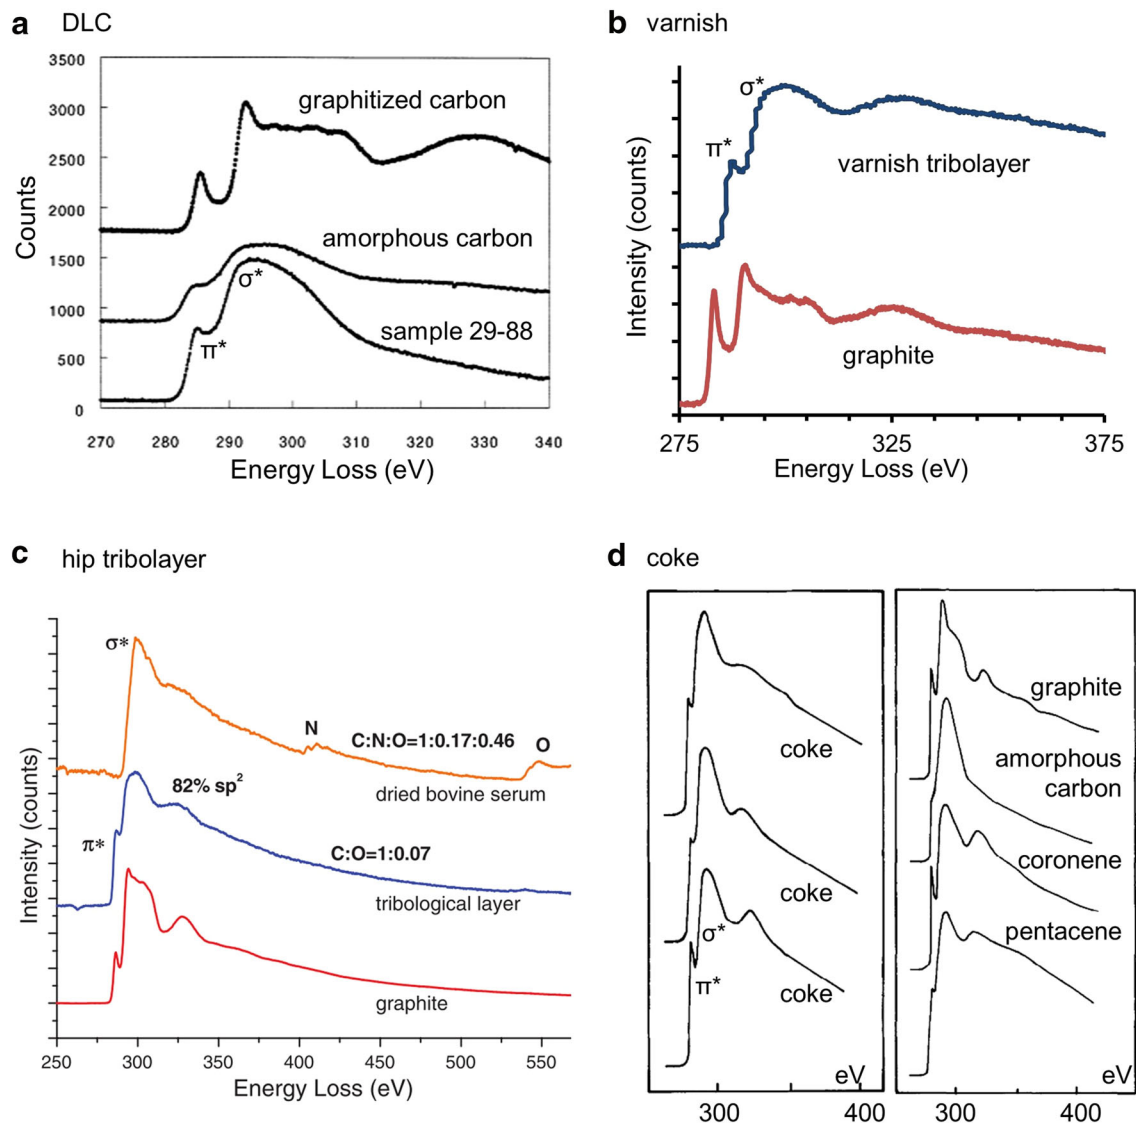 a DLC
3500
3000
2500
2000
1500
1000
500
0
Counts
graphitized carbon
amorphous carbon
σ*
sample 29-88
π*
270 280 290 300 310 320 330 340
Energy Loss (eV)
b varnish
Intensity (counts)
σ*
π*
varnish tribolayer
graphite
275 325 375
Energy Loss (eV)
c hip tribolayer
Intensity (counts)
σ*
N
C:N:O=1:0.17:0.46
O
82% sp²
dried bovine serum
π*
C:O=1:0.07
tribological layer
graphite
250 300 350 400 450 500 550
Energy Loss (eV)
d coke
coke
coke
σ*
π*
coke
eV
300 400
graphite
amorphous
carbon
coronene
pentacene
eV
300 400